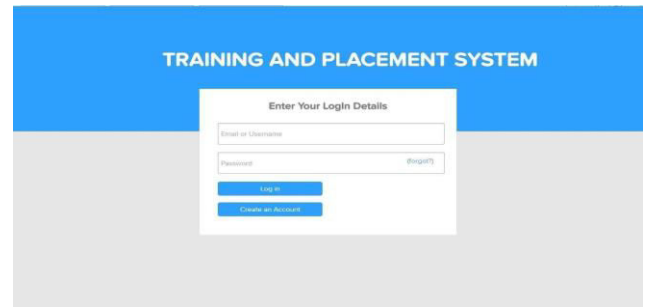 TRAINING AND PLACEMENT SYSTEM
Enter Your LogIn Details
Email or Username
Password
(forgot?)
Log in
Create an Account